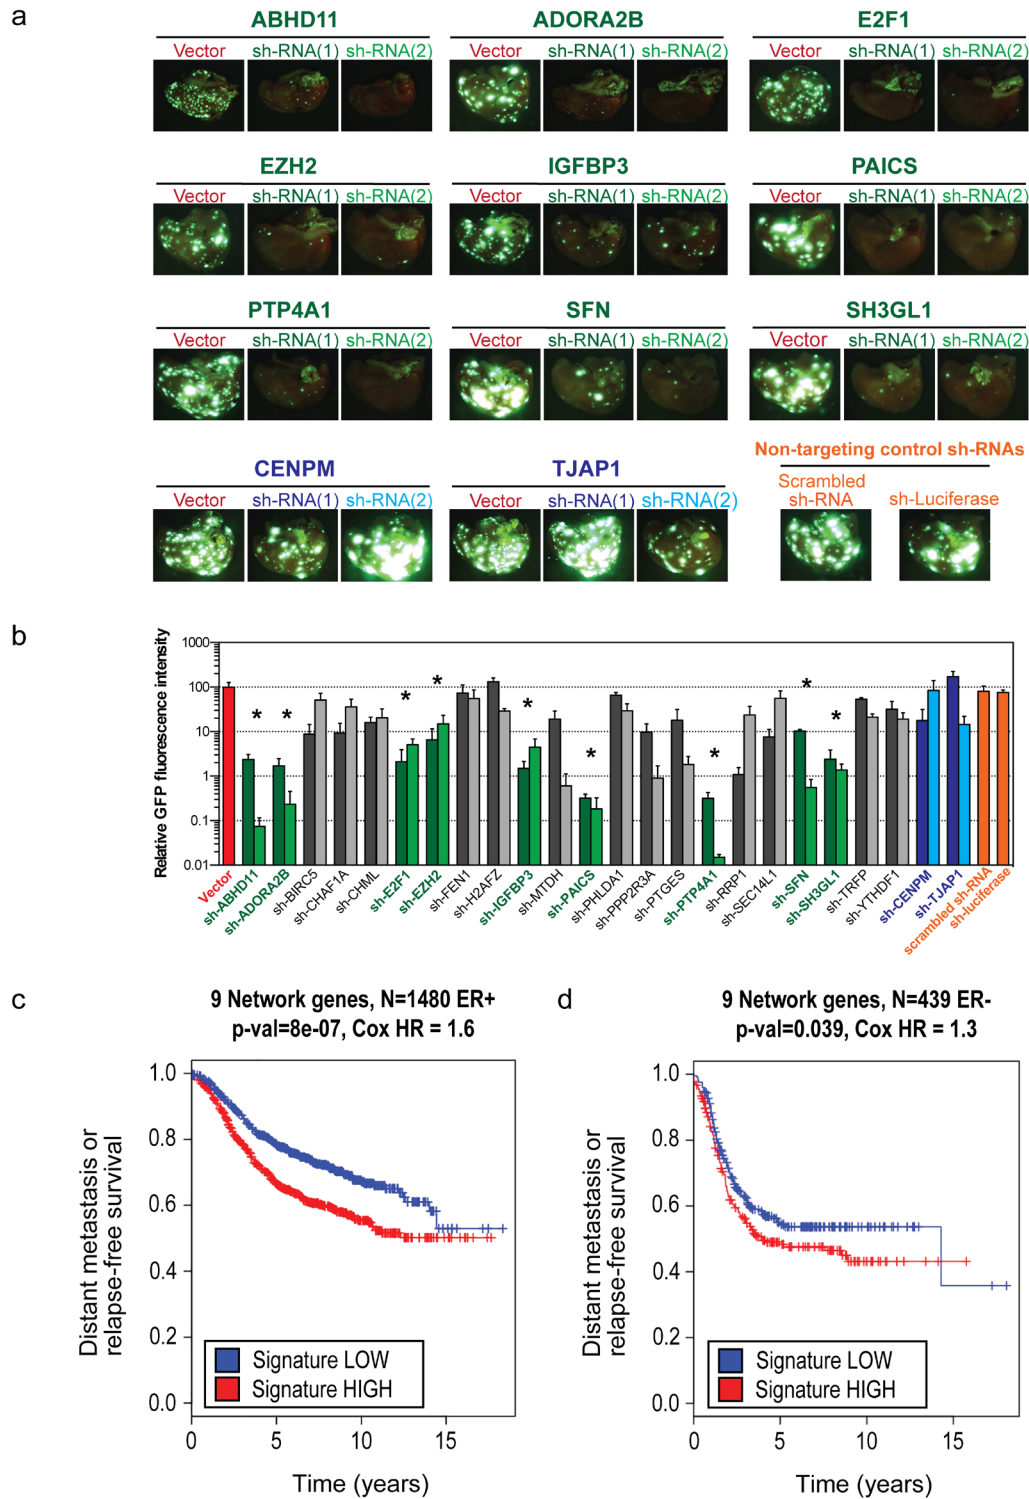 a
ABHD11 ADORA2B E2F1
Vector sh-RNA(1) sh-RNA(2) Vector sh-RNA(1) sh-RNA(2) Vector sh-RNA(1) sh-RNA(2)
EZH2 IGFBP3 PAICS
Vector sh-RNA(1) sh-RNA(2) Vector sh-RNA(1) sh-RNA(2) Vector sh-RNA(1) sh-RNA(2)
PTP4A1 SFN SH3GL1
Vector sh-RNA(1) sh-RNA(2) Vector sh-RNA(1) sh-RNA(2) Vector sh-RNA(1) sh-RNA(2)
Non-targeting control sh-RNAs
CENPM TJAP1
Scrambled
Vector sh-RNA(1) sh-RNA(2) Vector sh-RNA(1) sh-RNA(2) sh-RNA sh-Luciferase
b
Relative GFP fluorescence intensity
1000
100
10
1
0.1
0.01
* * * * * * * * *
Vector
sh-ABHD11
sh-ADORA2B
sh-BIRC5
sh-CHAF1A
sh-CHML
sh-E2F1
sh-EZH2
sh-FEN1
sh-H2AFZ
sh-IGFBP3
sh-MTDH
sh-PAICS
sh-PHLDA1
sh-PPP2R3A
sh-PTGES
sh-PTP4A1
sh-RRP1
sh-SEC14L1
sh-SFN
sh-SH3GL1
sh-TRFP
sh-YTHDF1
sh-CENPM
sh-TJAP1
scrambled sh-RNA
sh-luciferase
c
9 Network genes, N=1480 ER+
p-val=8e-07, Cox HR = 1.6
Distant metastasis or
relapse-free survival
1.0
0.8
0.6
0.4
0.2
0.0
Signature LOW
Signature HIGH
0 5 10 15
Time (years)
d
9 Network genes, N=439 ER-
p-val=0.039, Cox HR = 1.3
Distant metastasis or
relapse-free survival
1.0
0.8
0.6
0.4
0.2
0.0
Signature LOW
Signature HIGH
0 5 10 15
Time (years)